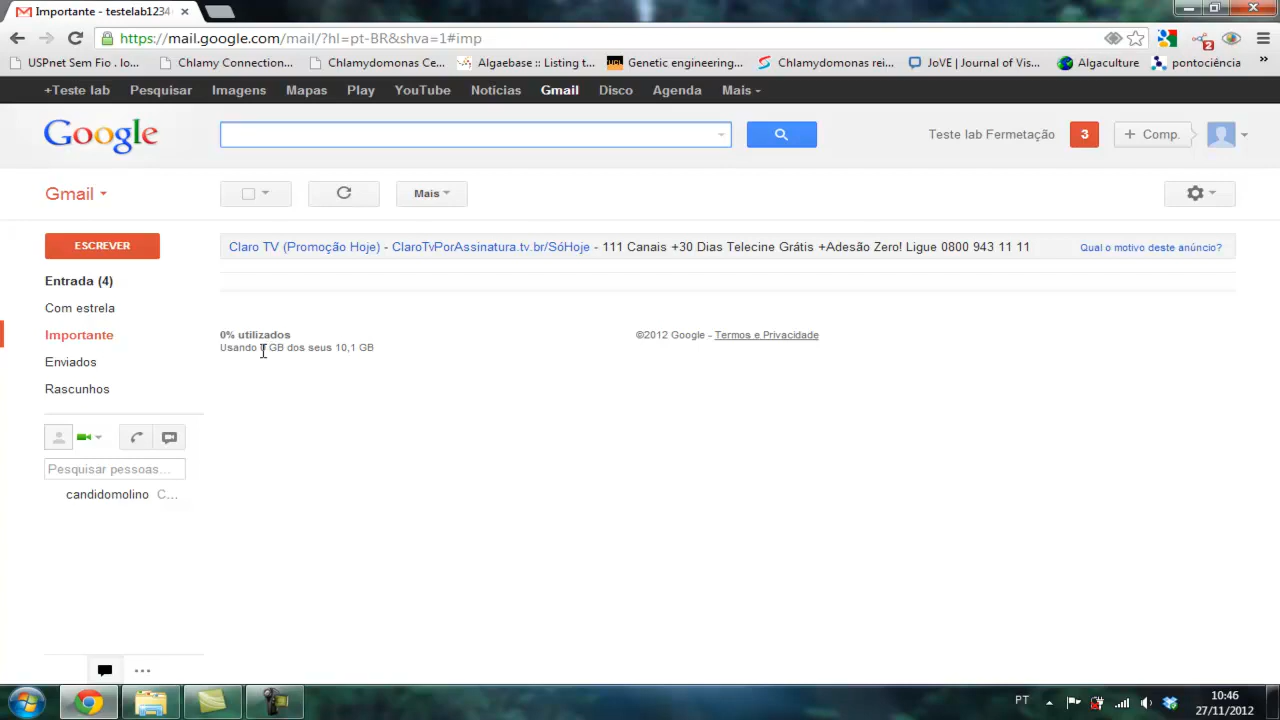 Importante - testelab1234
https://mail.google.com/mail/?hl=pt-BR&shva=1#imp
2
USPnet Sem Fio . lo... Chlamy Connection... Chlamydomonas Ce... Algaebase :: Listing t... Genetic engineering... Chlamydomonas rei... JoVE | Journal of Vis... Algaculture pontociência »
+Teste lab Pesquisar Imagens Mapas Play YouTube Notícias Gmail Disco Agenda Mais
Google Teste lab Fermetação 3 + Comp.
Gmail Mais
ESCREVER Claro TV (Promoção Hoje) - ClaroTvPorAssinatura.tv.br/SóHoje - 111 Canais +30 Dias Telecine Grátis +Adesão Zero! Ligue 0800 943 11 11 Qual o motivo deste anúncio?
Entrada (4)
Com estrela
Importante 0% utilizados ©2012 Google - Termos e Privacidade
Usando GB dos seus 10,1 GB
Enviados
Rascunhos
Pesquisar pessoas...
candidomolino C...
PT 10:46
27/11/2012